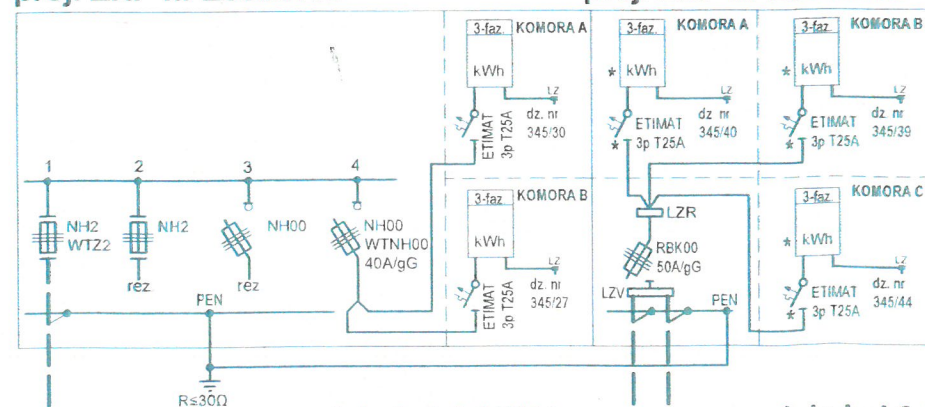 3-faz.
KOMORA A
kWh
LZ
ETIMAT
3p T25A
dz. nr
345/30
3-faz.
KOMORA A
* kWh
LZ
ETIMAT
* 3p T25A
dz. nr
345/40
3-faz.
KOMORA B
* kWh
LZ
ETIMAT
* 3p T25A
dz. nr
345/39
1
2
3
4
NH2
WTZ2
NH2
rez
NH00
rez
NH00
WTNH00
40A/gG
3-faz.
KOMORA B
kWh
LZ
ETIMAT
3p T25A
dz. nr
345/27
LZR
RBK00
50A/gG
LZV
PEN
3-faz.
KOMORA C
* kWh
LZ
ETIMAT
* 3p T25A
dz. nr
345/44
PEN
R≤30Ω